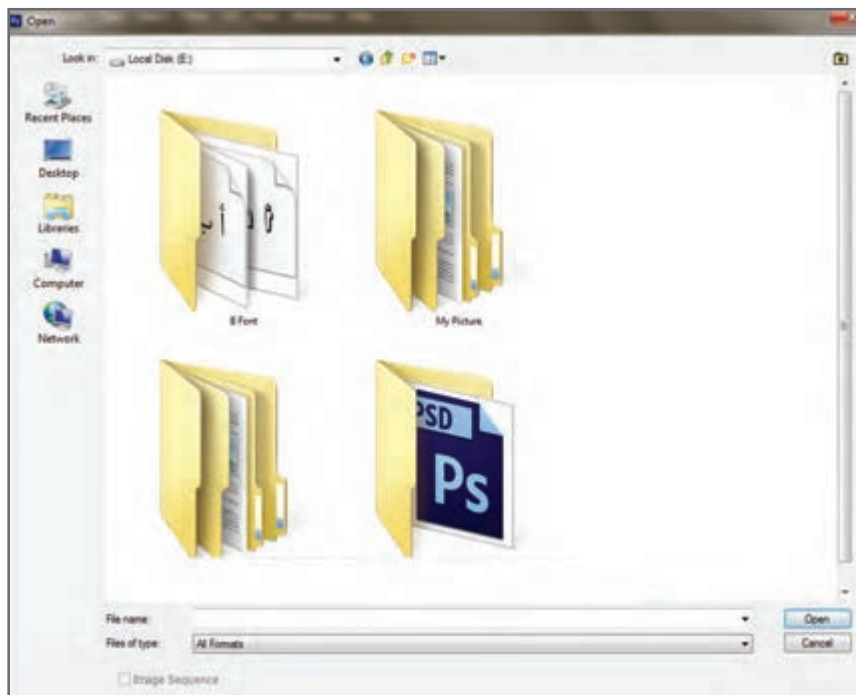 Ps Open
Look in: Local Disk (E:)
Recent Places
Desktop
Libraries
Computer
Network
B Font
My Picture
PSD
Ps
File name:
Open
Files of type: All Formats
Cancel
Image Sequence